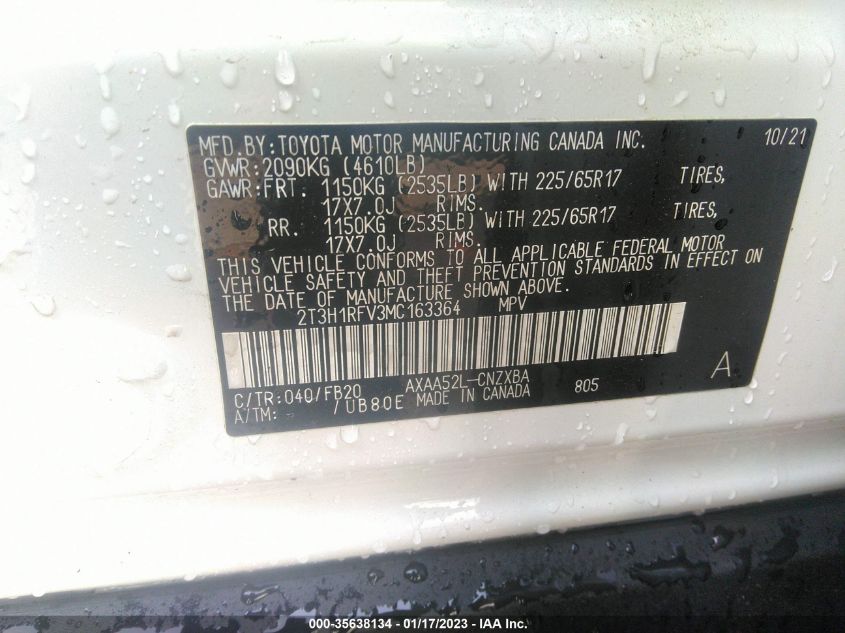 MFD.BY:TOYOTA MOTOR MANUFACTURING CANADA INC. 10/21
GVWR:2090KG (4610LB)
GAWR:FRT. 1150KG (2535LB) WITH 225/65R17 TIRES,
17X7.0J RIMS.
RR. 1150KG (2535LB) WITH 225/65R17 TIRES,
17X7.0J RIMS.
THIS VEHICLE CONFORMS TO ALL APPLICABLE FEDERAL MOTOR
VEHICLE SAFETY AND THEFT PREVENTION STANDARDS IN EFFECT ON
THE DATE OF MANUFACTURE SHOWN ABOVE.
2T3H1RFV3MC163364 MPV
C/TR:040/FB20 AXAA52L-CNZXBA 805 A
A/TM: - /UB80E MADE IN CANADA
000-35638134 - 01/17/2023 - IAA Inc.